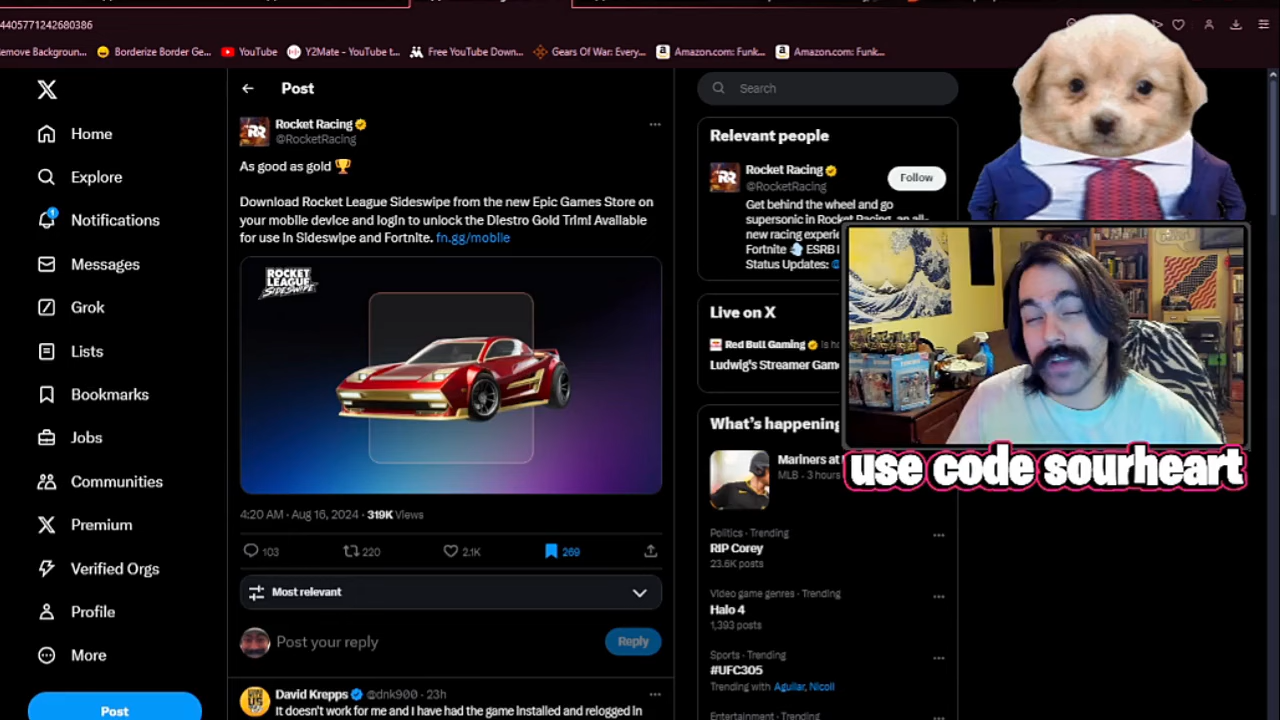 4405771242680386
emove Backgroun...
Borderize Border Ge...
YouTube
Y2Mate - YouTube t...
Free YouTube Down...
Gears Of War: Every...
Amazon.com: Funk...
Amazon.com: Funk...
Home
Explore
Notifications
Messages
Grok
Lists
Bookmarks
Jobs
Communities
Premium
Verified Orgs
Profile
More
Post
Post
Rocket Racing
@RocketRacing
As good as gold
Download Rocket League Sideswipe from the new Epic Games Store on
your mobile device and login to unlock the Diestro Gold Trim! Available
for use in Sideswipe and Fortnite. fn.gg/mobile
ROCKET
LEAGUE
SIDESWIPE
4:20 AM · Aug 16, 2024 · 319K Views
103
220
2.1K
269
Most relevant
Post your reply
Reply
David Krepps @dnk900 · 23h
It doesn't work for me and I have had the game installed and relogged in
Search
Relevant people
Rocket Racing
@RocketRacing
Follow
Get behind the wheel and go
supersonic in Rocket Racing, an all-
new racing experie
Fortnite ESRB
Status Updates:
Live on X
Red Bull Gaming is ho
Ludwig's Streamer Gam
What's happening
Mariners at
MLB · 3 hours
Politics · Trending
RIP Corey
23.6K posts
Video game genres · Trending
Halo 4
1,393 posts
Sports · Trending
#UFC305
Trending with Aguilar, Nicoll
Entertainment · Trending
use code sourheart